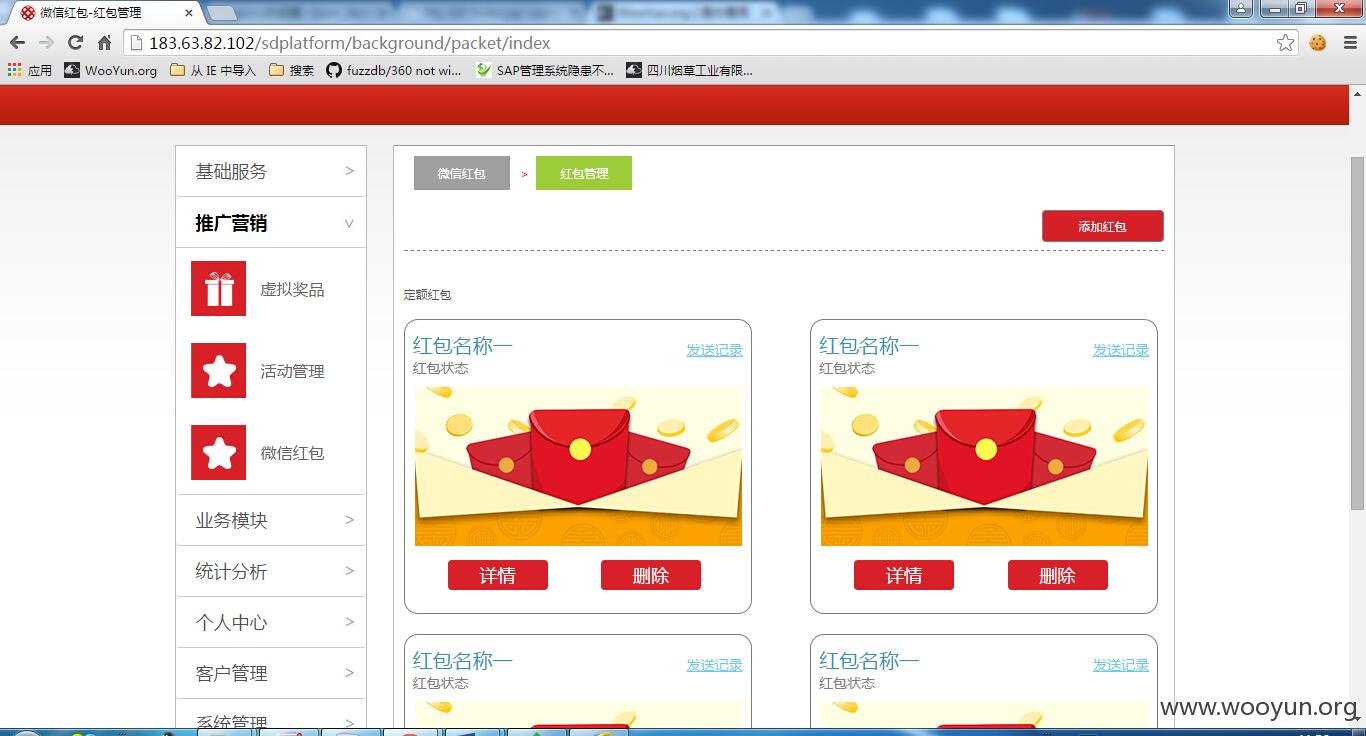 微信红包-红包管理
183.63.82.102/sdplatform/background/packet/index
应用 WooYun.org 从 IE 中导入 搜索 fuzzdb/360 not wi... SAP管理系统隐患不... 四川烟草工业有限...
基础服务 >
推广营销
虚拟奖品
活动管理
微信红包
业务模块 >
统计分析 >
个人中心 >
客户管理 >
系统管理 >
微信红包 > 红包管理
添加红包
定额红包
红包名称一 发送记录
红包状态
详情 删除
红包名称一 发送记录
红包状态
详情 删除
红包名称一 发送记录
红包状态
红包名称一 发送记录
红包状态
www.wooyun.org